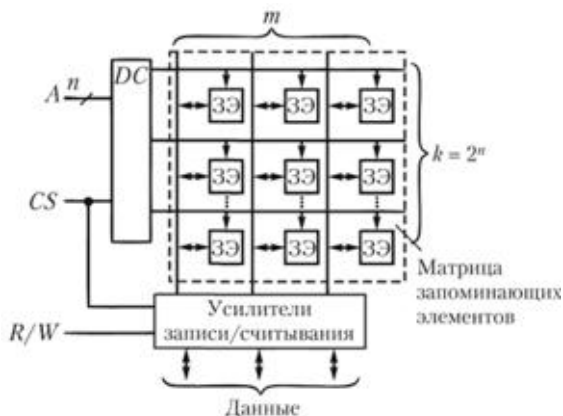 m
DC
n
A
ЗЭ ЗЭ ЗЭ
k = 2ⁿ
ЗЭ ЗЭ ЗЭ
CS
ЗЭ ЗЭ ЗЭ
Матрица
запоминающих
элементов
Усилители
записи/считывания
R/W
Данные